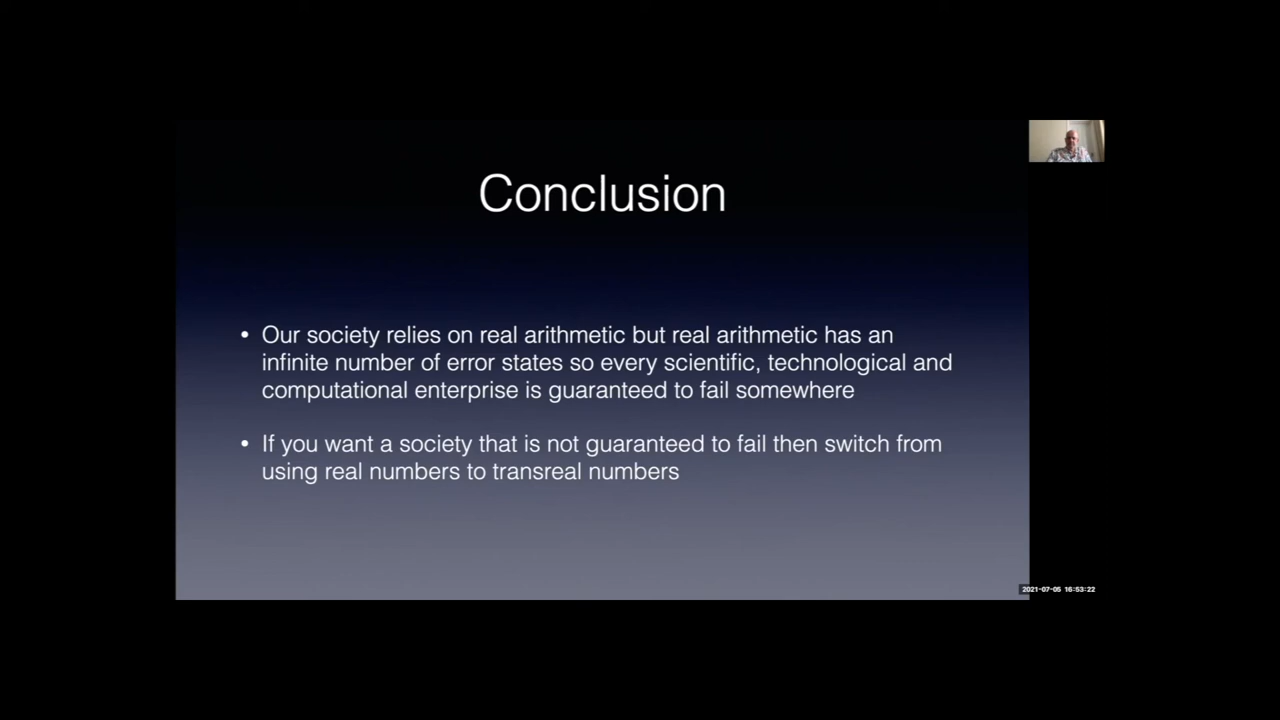 Conclusion
• Our society relies on real arithmetic but real arithmetic has an
infinite number of error states so every scientific, technological and
computational enterprise is guaranteed to fail somewhere
• If you want a society that is not guaranteed to fail then switch from
using real numbers to transreal numbers
2021-07-05 16:53:22